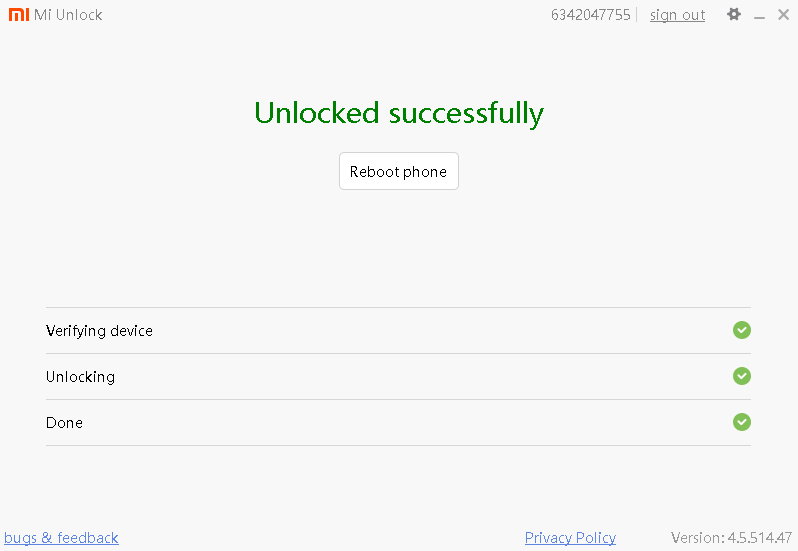 mi Mi Unlock 6342047755 sign out
Unlocked successfully
Reboot phone
Verifying device
Unlocking
Done
bugs & feedback Privacy Policy Version: 4.5.514.47